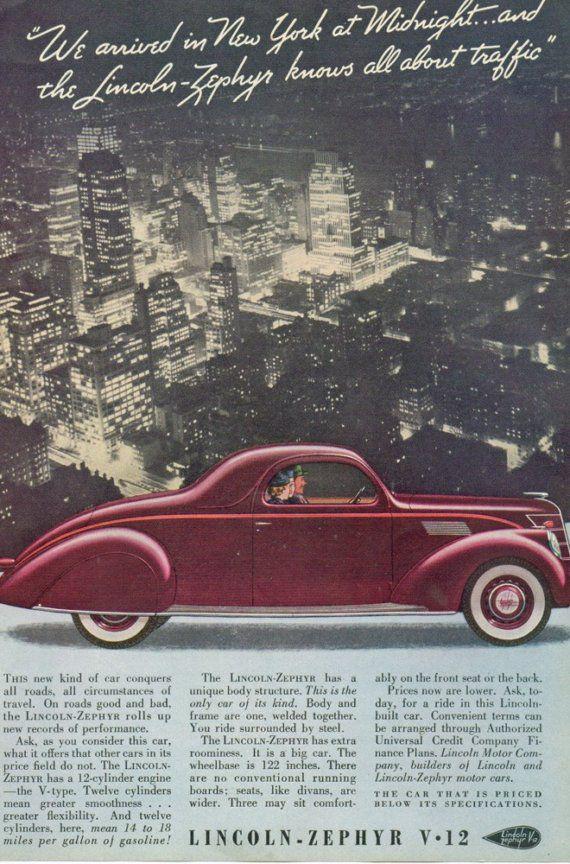 "We arrived in New York at Midnight...and
the Lincoln-Zephyr knows all about traffic"
THIS new kind of car conquers
all roads, all circumstances of
travel. On roads good and bad,
the LINCOLN-ZEPHYR rolls up
new records of performance.
Ask, as you consider this car,
what it offers that other cars in its
price field do not. The LINCOLN-
ZEPHYR has a 12-cylinder engine
—the V-type. Twelve cylinders
mean greater smoothness . . .
greater flexibility. And twelve
cylinders, here, mean 14 to 18
miles per gallon of gasoline!
The LINCOLN-ZEPHYR has a
unique body structure. This is the
only car of its kind. Body and
frame are one, welded together.
You ride surrounded by steel.
The LINCOLN-ZEPHYR has extra
roominess. It is a big car. The
wheelbase is 122 inches. There
are no conventional running
boards; seats, like divans, are
wider. Three may sit comfort-
ably on the front seat or the back.
Prices now are lower. Ask, to-
day, for a ride in this Lincoln-
built car. Convenient terms can
be arranged through Authorized
Universal Credit Company Fi-
nance Plans. Lincoln Motor Com-
pany, builders of Lincoln and
Lincoln-Zephyr motor cars.
THE CAR THAT IS PRICED
BELOW ITS SPECIFICATIONS.
LINCOLN-ZEPHYR V·12
Lincoln
Zephyr V12